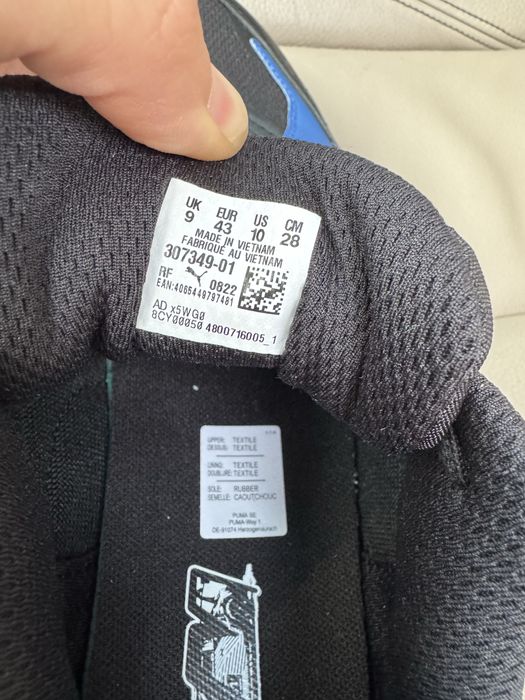 UK EUR US CM
9 43 10 28
MADE IN VIETNAM
FABRIQUÉ AU VIETNAM
307349-01
RF 0822
EAN:4065449797481
AD x5WG0
8CY00050 4800716005_1
UPPER: TEXTILE
DESSUS: TEXTILE
LINING: TEXTILE
DOUBLURE: TEXTILE
SOLE: RUBBER
SEMELLE: CAOUTCHOUC
PUMA SE
PUMA-Way 1
DE-91074 Herzogenaurach